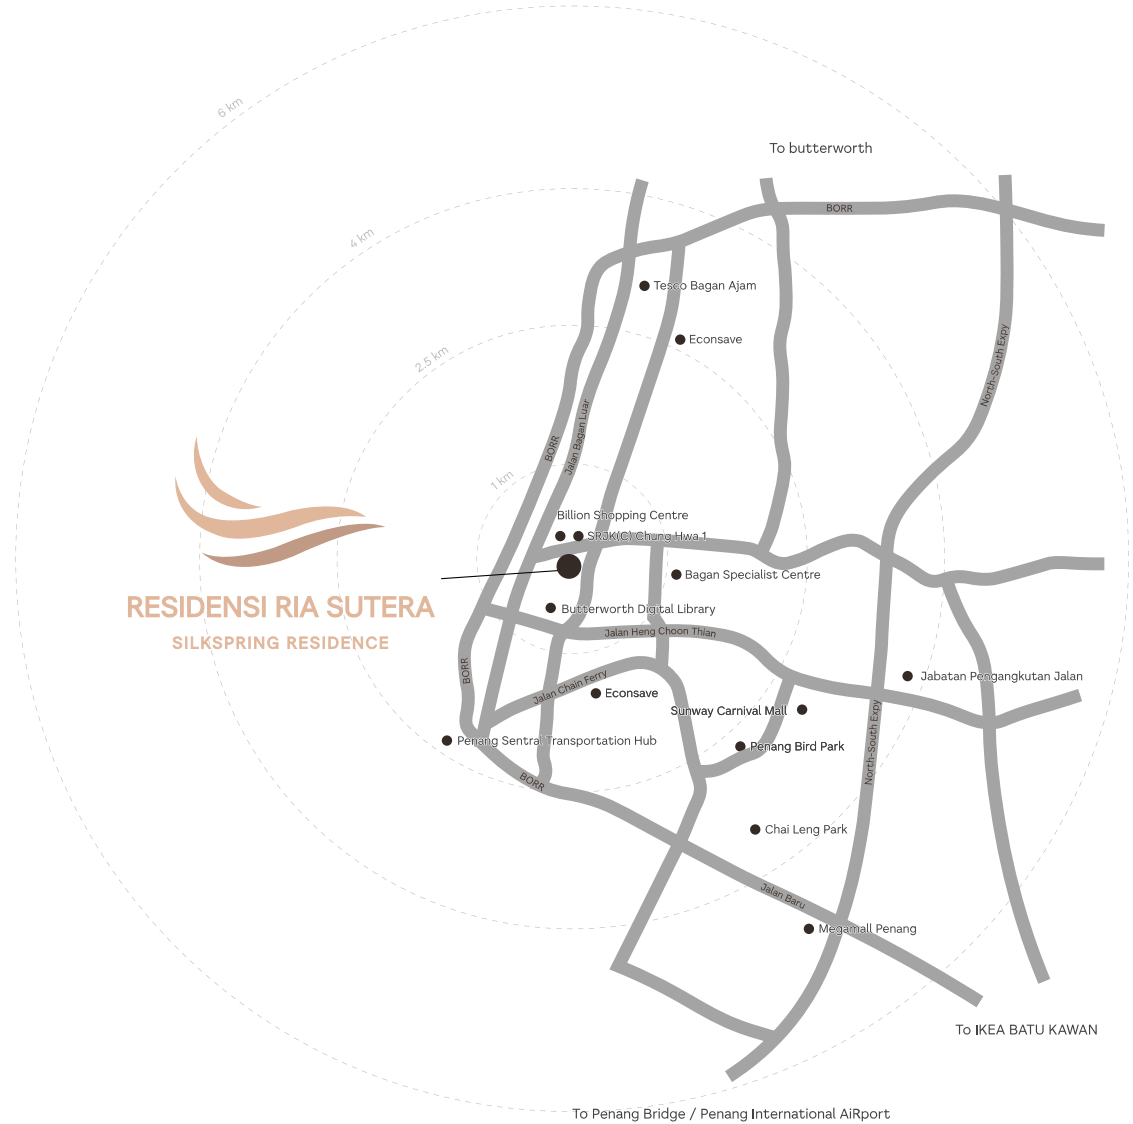 6 km
To butterworth
4 km
BORR
Tesco Bagan Ajam
Econsave
2.5 km
North-South Expy
Jalan Bagan Luar
BORR
1 km
Billion Shopping Centre
SRJK(C) Chung Hwa 1
Bagan Specialist Centre
RESIDENSI RIA SUTERA
SILKSPRING RESIDENCE
Butterworth Digital Library
Jalan Heng Choon Thian
BORR
Jalan Chain Ferry
Econsave
Jabatan Pengangkutan Jalan
Sunway Carnival Mall
Penang Sentral Transportation Hub
Penang Bird Park
North-South Expy
BORR
Chai Leng Park
Jalan Baru
Megamall Penang
To IKEA BATU KAWAN
To Penang Bridge / Penang International AiRport